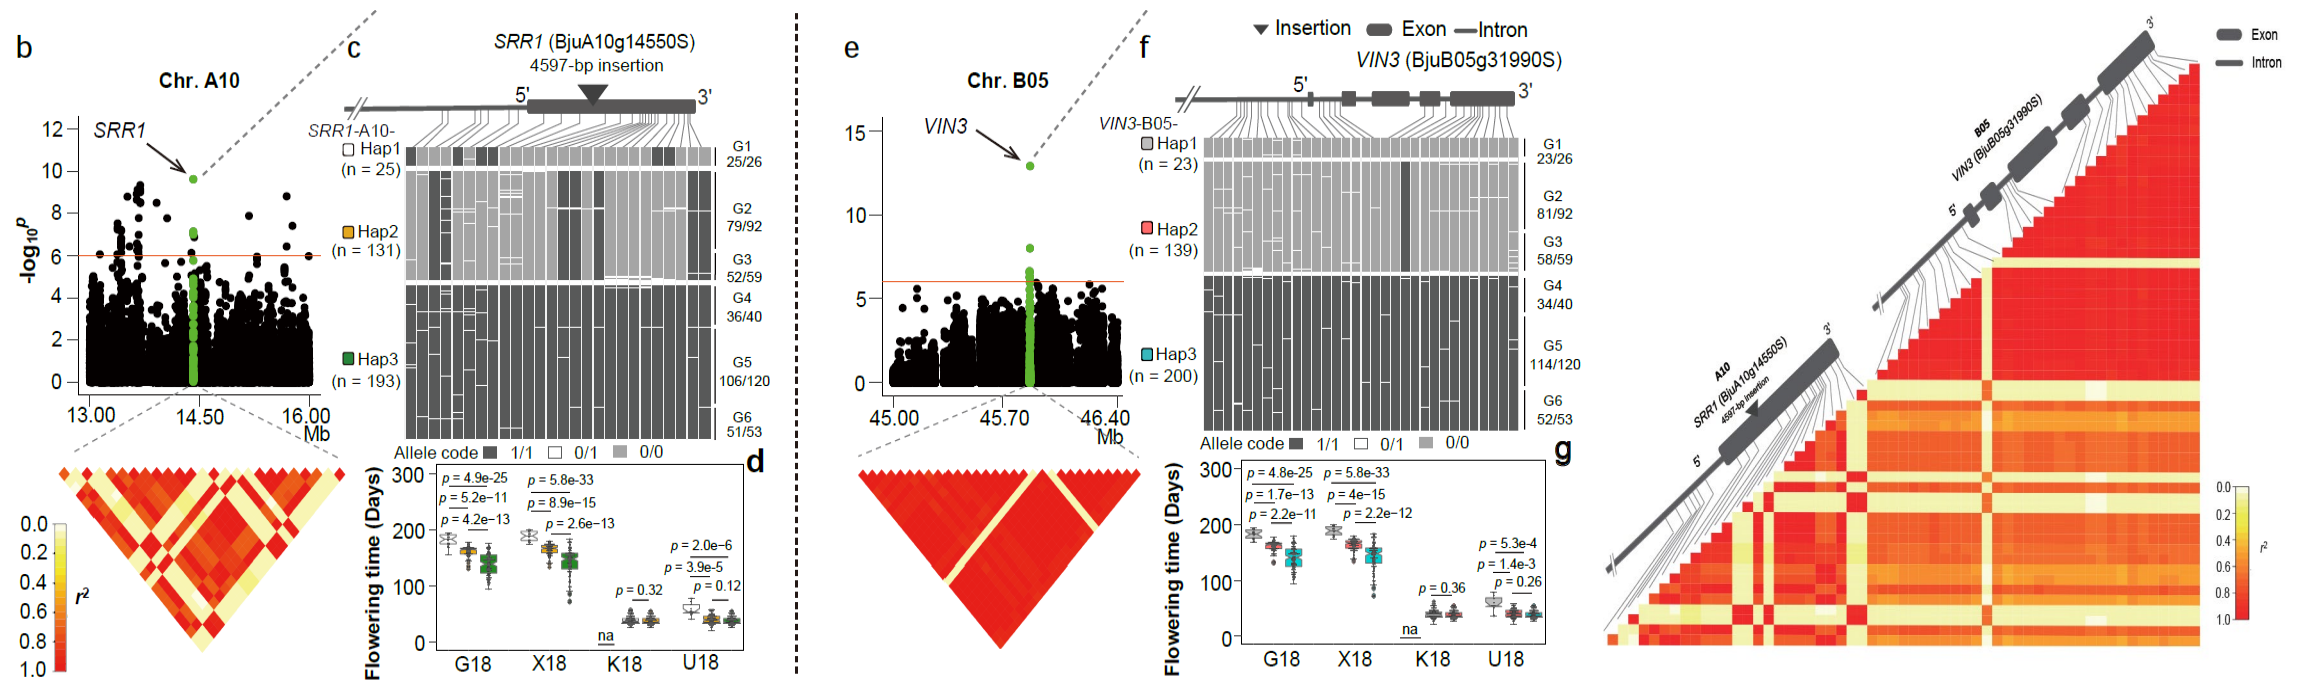 b
Chr. A10
SRR1
-log10p
12
10
8
6
4
2
0
13.00
14.50
16.00
Mb
0.0
0.2
0.4
0.6
0.8
1.0
r2
c
SRR1 (BjuA10g14550S)
4597-bp insertion
5'
3'
SRR1-A10-
Hap1
(n = 25)
Hap2
(n = 131)
Hap3
(n = 193)
G1
25/26
G2
79/92
G3
52/59
G4
36/40
G5
106/120
G6
51/53
Allele code
1/1
0/1
0/0
d
Flowering time (Days)
300
200
100
0
p = 4.9e-25
p = 5.2e−11
p = 4.2e−13
p = 5.8e-33
p = 8.9e−15
p = 2.6e−13
na
p = 0.32
p = 2.0e−6
p = 3.9e-5
p = 0.12
G18
X18
K18
U18
e
Chr. B05
VIN3
15
10
5
0
45.00
45.70
46.40
Mb
f
Insertion
Exon
Intron
VIN3 (BjuB05g31990S)
5'
3'
VIN3-B05-
Hap1
(n = 23)
Hap2
(n = 139)
Hap3
(n = 200)
G1
23/26
G2
81/92
G3
58/59
G4
34/40
G5
114/120
G6
52/53
Allele code
1/1
0/1
0/0
Flowering time (Days)
300
200
100
0
p = 4.8e-25
p = 1.7e−13
p = 2.2e−11
p = 5.8e−33
p = 4e−15
p = 2.2e−12
na
p = 0.36
p = 5.3e-4
p = 1.4e−3
p = 0.26
G18
X18
K18
U18
g
Exon
Intron
3'
B05
VIN3 (BjuB05g31990S)
5'
3'
A10
SRR1 (BjuA10g14550S)
4597-bp insertion
5'
0.0
0.2
0.4
0.6
0.8
1.0
r2